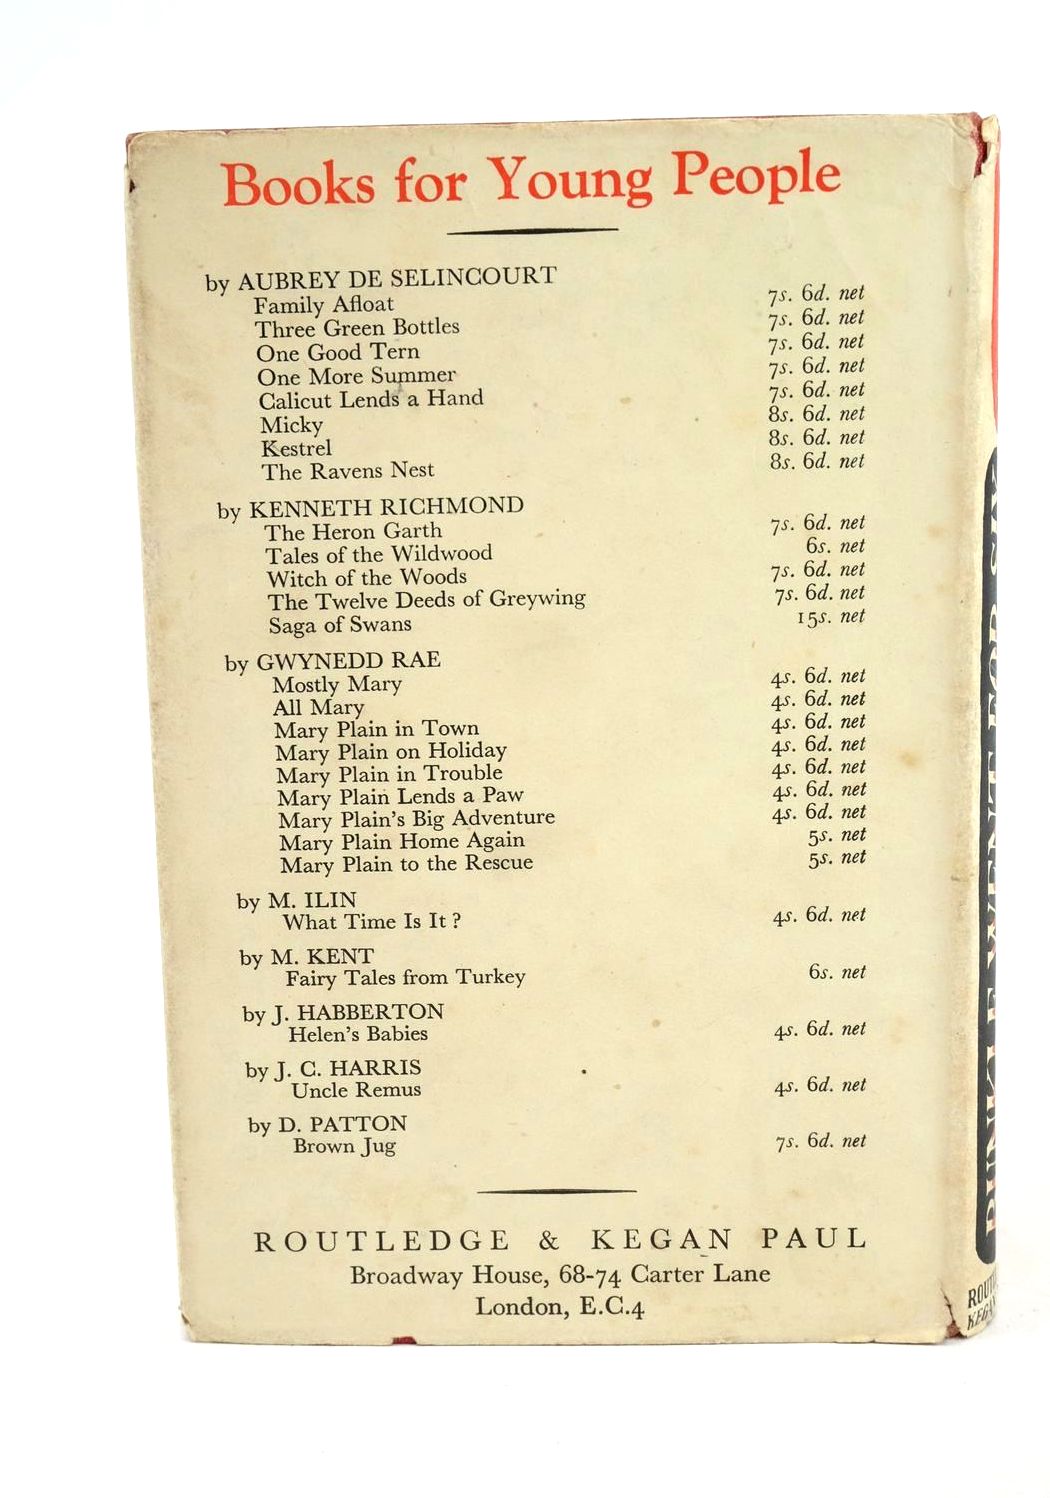 Books for Young People
by AUBREY DE SELINCOURT
Family Afloat 7s. 6d. net
Three Green Bottles 7s. 6d. net
One Good Tern 7s. 6d. net
One More Summer 7s. 6d. net
Calicut Lends a Hand 7s. 6d. net
Micky 8s. 6d. net
Kestrel 8s. 6d. net
The Ravens Nest 8s. 6d. net
by KENNETH RICHMOND
The Heron Garth 7s. 6d. net
Tales of the Wildwood 6s. net
Witch of the Woods 7s. 6d. net
The Twelve Deeds of Greywing 7s. 6d. net
Saga of Swans 15s. net
by GWYNEDD RAE
Mostly Mary 4s. 6d. net
All Mary 4s. 6d. net
Mary Plain in Town 4s. 6d. net
Mary Plain on Holiday 4s. 6d. net
Mary Plain in Trouble 4s. 6d. net
Mary Plain Lends a Paw 4s. 6d. net
Mary Plain's Big Adventure 4s. 6d. net
Mary Plain Home Again 5s. net
Mary Plain to the Rescue 5s. net
by M. ILIN
What Time Is It ? 4s. 6d. net
by M. KENT
Fairy Tales from Turkey 6s. net
by J. HABBERTON
Helen's Babies 4s. 6d. net
by J. C. HARRIS
Uncle Remus 4s. 6d. net
by D. PATTON
Brown Jug 7s. 6d. net
ROUTLEDGE & KEGAN PAUL
Broadway House, 68-74 Carter Lane
London, E.C.4